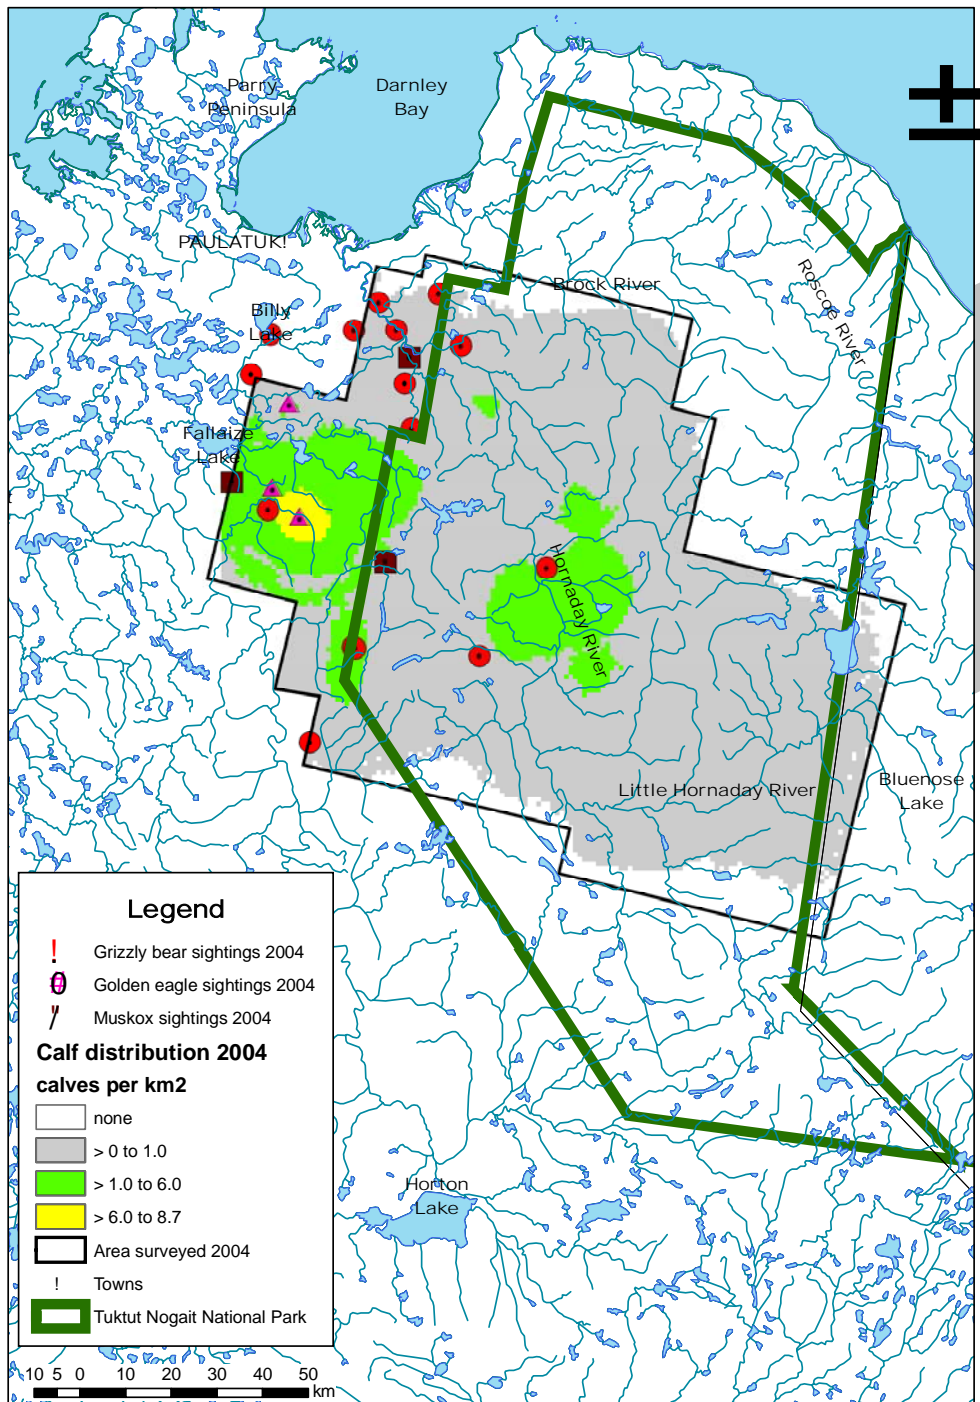 Parry
Peninsula
Darnley
Bay
PAULATUK!
Brock River
Roscoe River
Billy
Lake
Fallaize
Lake
Hornaday River
Little Hornaday River
Bluenose
Lake
Horton
Lake
Legend
! Grizzly bear sightings 2004
Golden eagle sightings 2004
Muskox sightings 2004
Calf distribution 2004
calves per km2
none
> 0 to 1.0
> 1.0 to 6.0
> 6.0 to 8.7
Area surveyed 2004
! Towns
Tuktut Nogait National Park
10 5 0 10 20 30 40 50
km